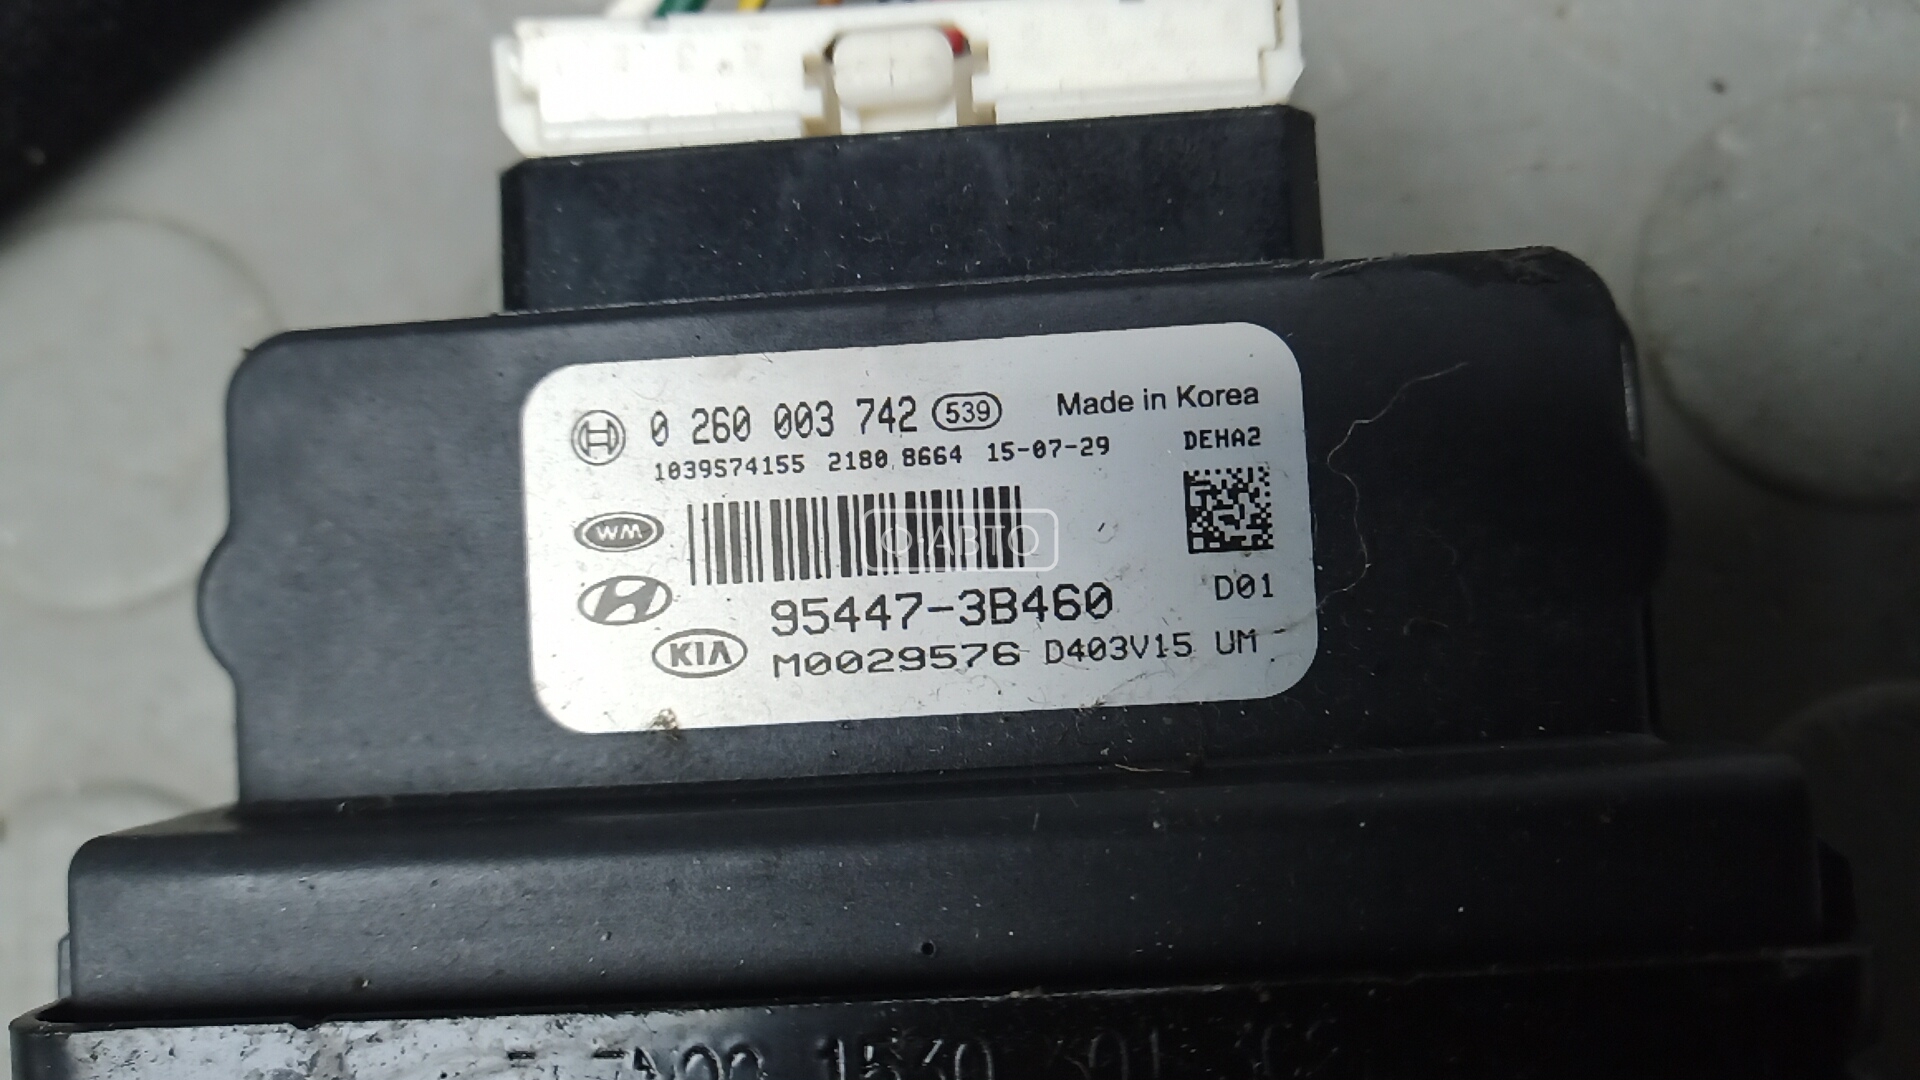 0 260 003 742 539 Made in Korea
1039S74155 2180 8664 15-07-29 DEHA2
WM
О-АВТО
95447-3B460 D01
KIA M0029576 D403V15 UM